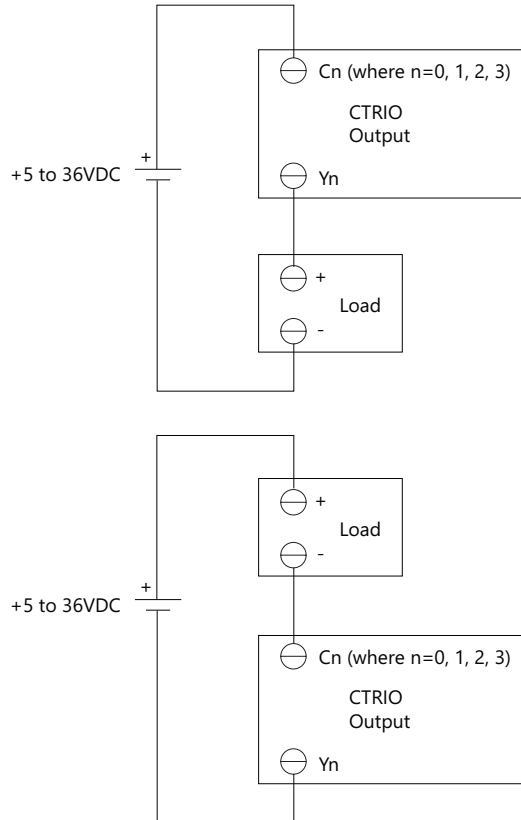 Cn (where n=0, 1, 2, 3)
CTRIO
Output
+
+5 to 36VDC
Yn
+
Load
-
+
Load
-
+
+5 to 36VDC
Cn (where n=0, 1, 2, 3)
CTRIO
Output
Yn